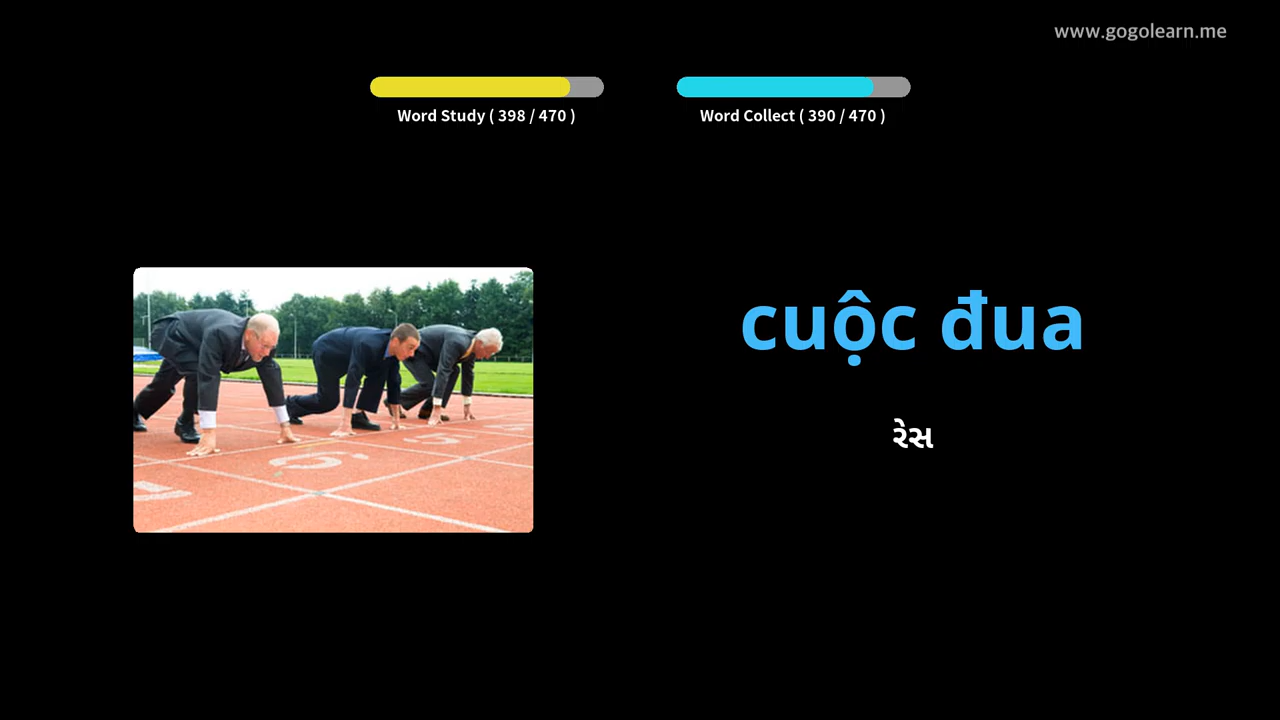 www.gogolearn.me
Word Study ( 398 / 470 )
Word Collect ( 390 / 470 )
cuộc đua
રેસ